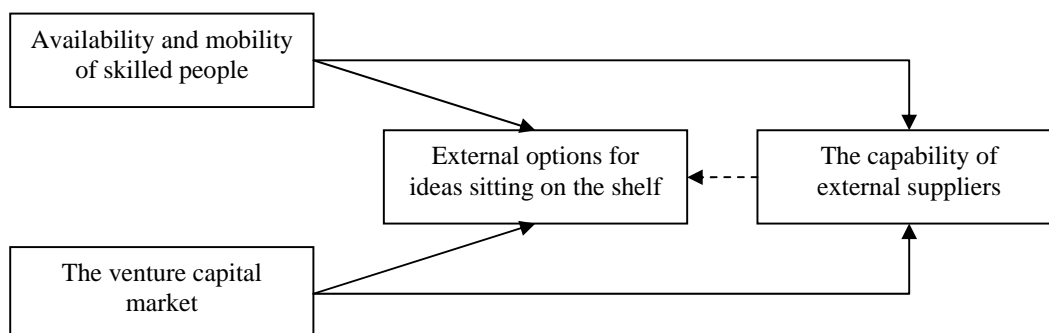 Availability and mobility
of skilled people
External options for
ideas sitting on the shelf
The capability of
external suppliers
The venture capital
market